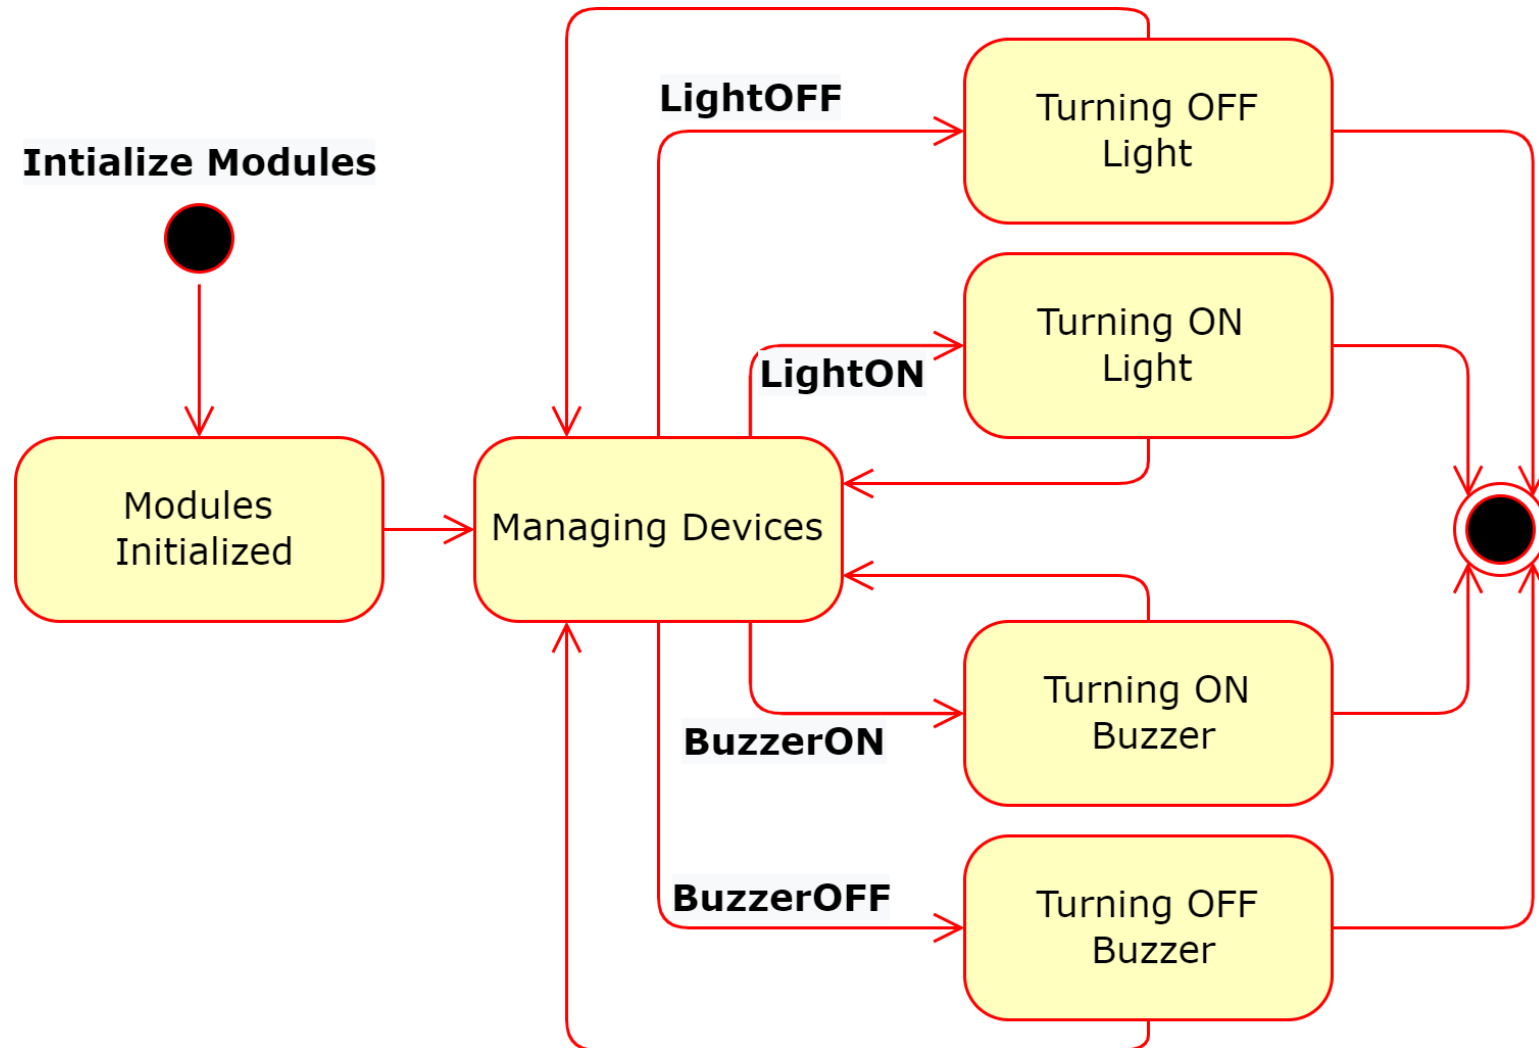 LightOFF
Turning OFF
Light
Intialize Modules
Turning ON
Light
LightON
Modules
Initialized
Managing Devices
Turning ON
Buzzer
BuzzerON
BuzzerOFF
Turning OFF
Buzzer